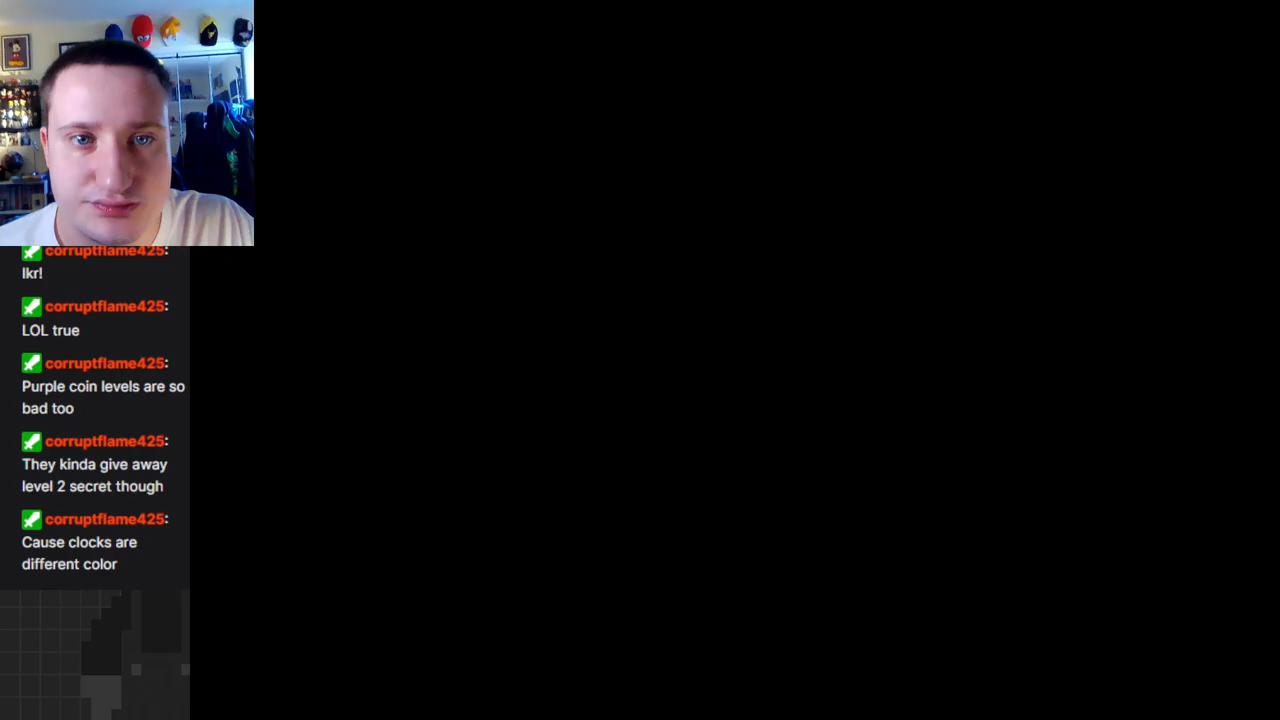 corruptflame425:
Ikr!
corruptflame425:
LOL true
corruptflame425:
Purple coin levels are so
bad too
corruptflame425:
They kinda give away
level 2 secret though
corruptflame425:
Cause clocks are
different color